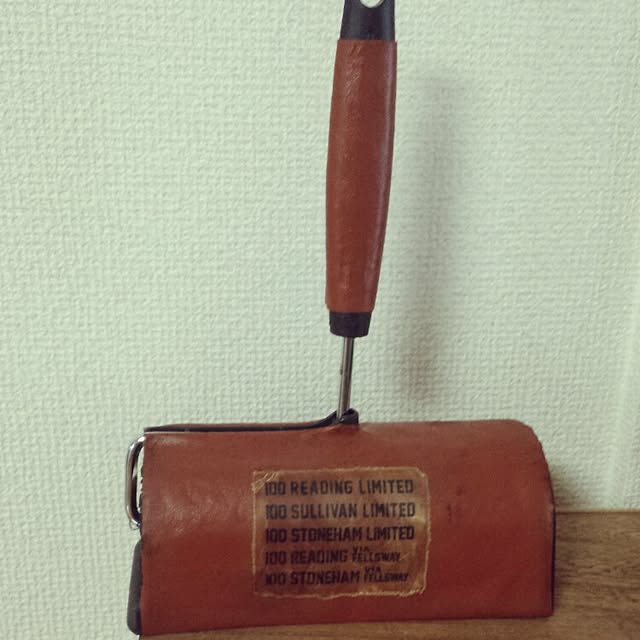 100 READING LIMITED
100 SULLIVAN LIMITED
100 STONEHAM LIMITED
100 READING VIA FELLSWAY
100 STONEHAM VIA FELLSWAY